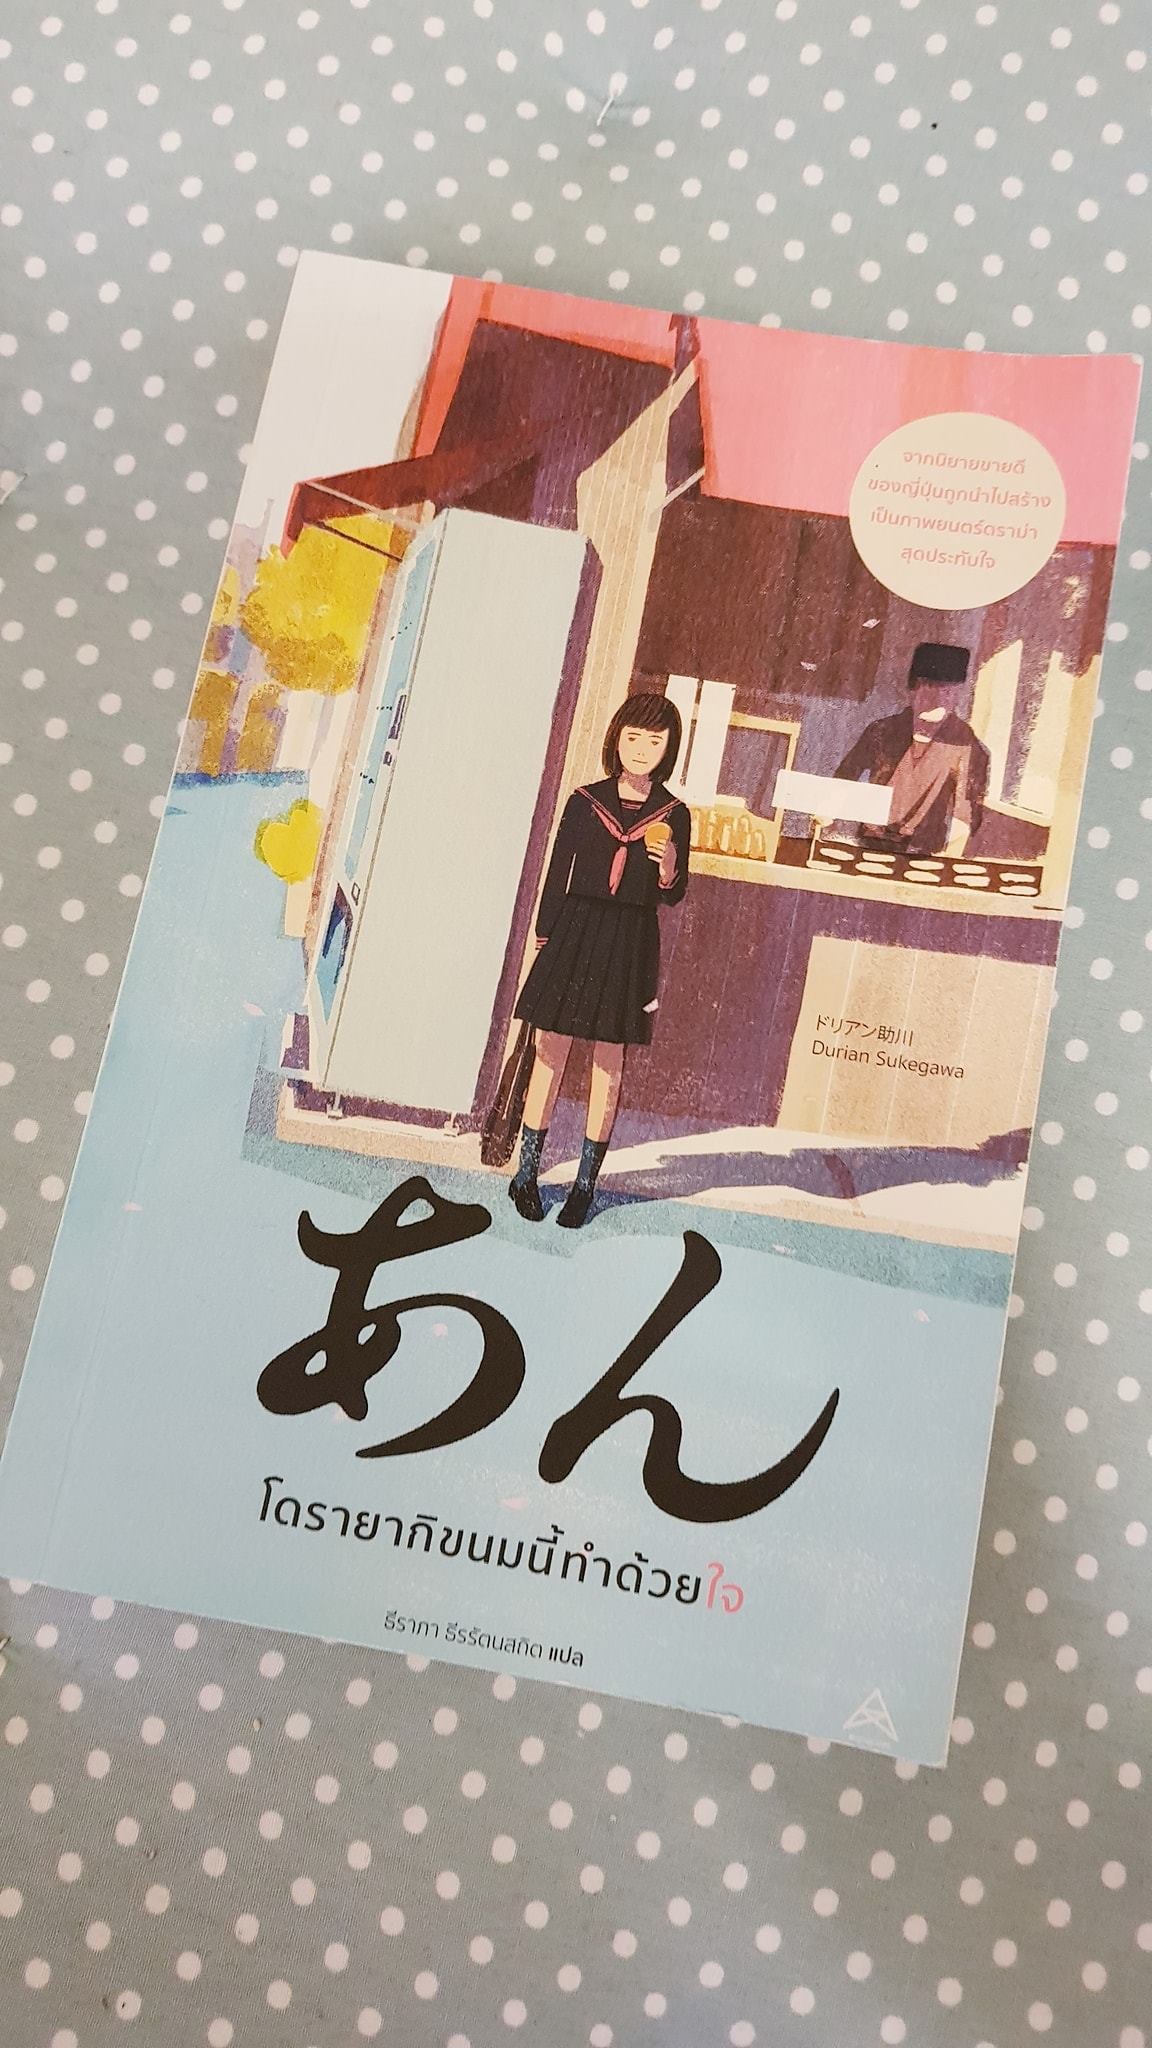 จากนิยายขายดี
ของญี่ปุ่นถูกนำไปสร้าง
เป็นภาพยนตร์ดราม่า
สุดประทับใจ
ドリアン助川
Durian Sukegawa
あん
โดรายากิขนมนี้ทำด้วยใจ
ธีราภา ธีรรัตนสถิต แปล